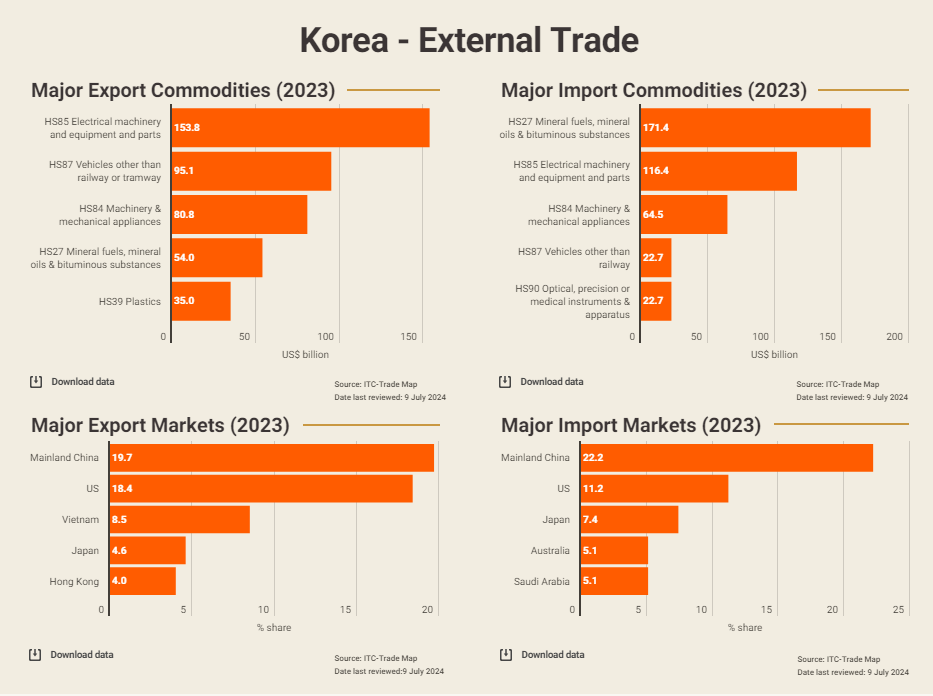 Korea - External Trade
Major Export Commodities (2023)
HS85 Electrical machinery
and equipment and parts
153.8
HS87 Vehicles other than
railway or tramway
95.1
HS84 Machinery &
mechanical appliances
80.8
HS27 Mineral fuels, mineral
oils & bituminous substances
54.0
HS39 Plastics
35.0
0 50 100 150
US$ billion
Download data
Source: ITC-Trade Map
Date last reviewed: 9 July 2024
Major Import Commodities (2023)
HS27 Mineral fuels, mineral
oils & bituminous substances
171.4
HS85 Electrical machinery
and equipment and parts
116.4
HS84 Machinery &
mechanical appliances
64.5
HS87 Vehicles other than
railway
22.7
HS90 Optical, precision or
medical instruments &
apparatus
22.7
0 50 100 150 200
US$ billion
Download data
Source: ITC-Trade Map
Date last reviewed: 9 July 2024
Major Export Markets (2023)
Mainland China 19.7
US 18.4
Vietnam 8.5
Japan 4.6
Hong Kong 4.0
0 5 10 15 20
% share
Download data
Source: ITC-Trade Map
Date last reviewed:9 July 2024
Major Import Markets (2023)
Mainland China 22.2
US 11.2
Japan 7.4
Australia 5.1
Saudi Arabia 5.1
0 5 10 15 20 25
% share
Download data
Source: ITC-Trade Map
Date last reviewed: 9 July 2024